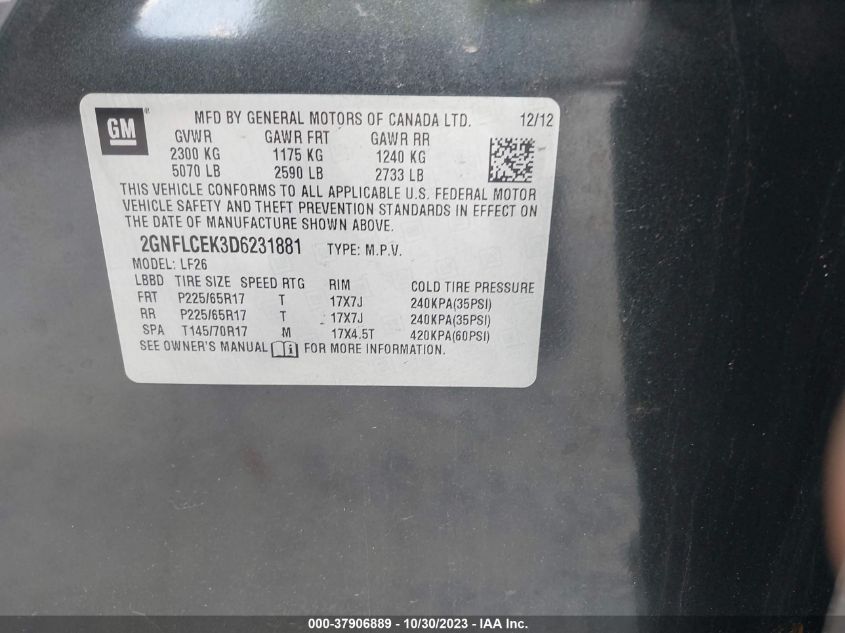 GM ®
MFD BY GENERAL MOTORS OF CANADA LTD. 12/12
GVWR GAWR FRT GAWR RR
2300 KG 1175 KG 1240 KG
5070 LB 2590 LB 2733 LB
THIS VEHICLE CONFORMS TO ALL APPLICABLE U.S. FEDERAL MOTOR
VEHICLE SAFETY AND THEFT PREVENTION STANDARDS IN EFFECT ON
THE DATE OF MANUFACTURE SHOWN ABOVE.
2GNFLCEK3D6231881 TYPE: M.P.V.
MODEL: LF26
LBBD TIRE SIZE SPEED RTG RIM COLD TIRE PRESSURE
FRT P225/65R17 T 17X7J 240KPA(35PSI)
RR P225/65R17 T 17X7J 240KPA(35PSI)
SPA T145/70R17 M 17X4.5T 420KPA(60PSI)
SEE OWNER'S MANUAL FOR MORE INFORMATION.
000-37906889 - 10/30/2023 - IAA Inc.